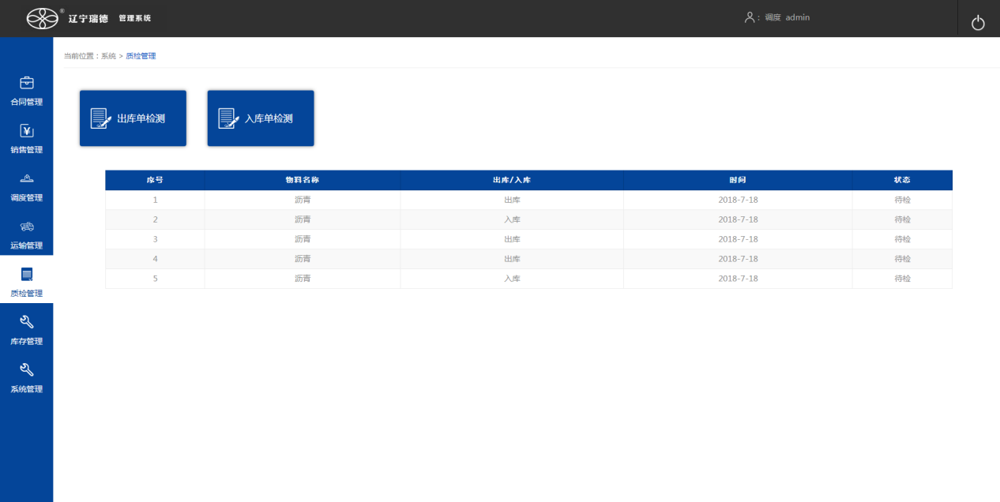 ® 辽宁瑞德 管理系统
: 调度 admin
当前位置：系统 > 质检管理
合同管理
销售管理
调度管理
运输管理
质检管理
库存管理
系统管理
出库单检测 入库单检测
序号 物料名称 出库/入库 时间 状态
1 沥青 出库 2018-7-18 待检
2 沥青 入库 2018-7-18 待检
3 沥青 出库 2018-7-18 待检
4 沥青 出库 2018-7-18 待检
5 沥青 入库 2018-7-18 待检